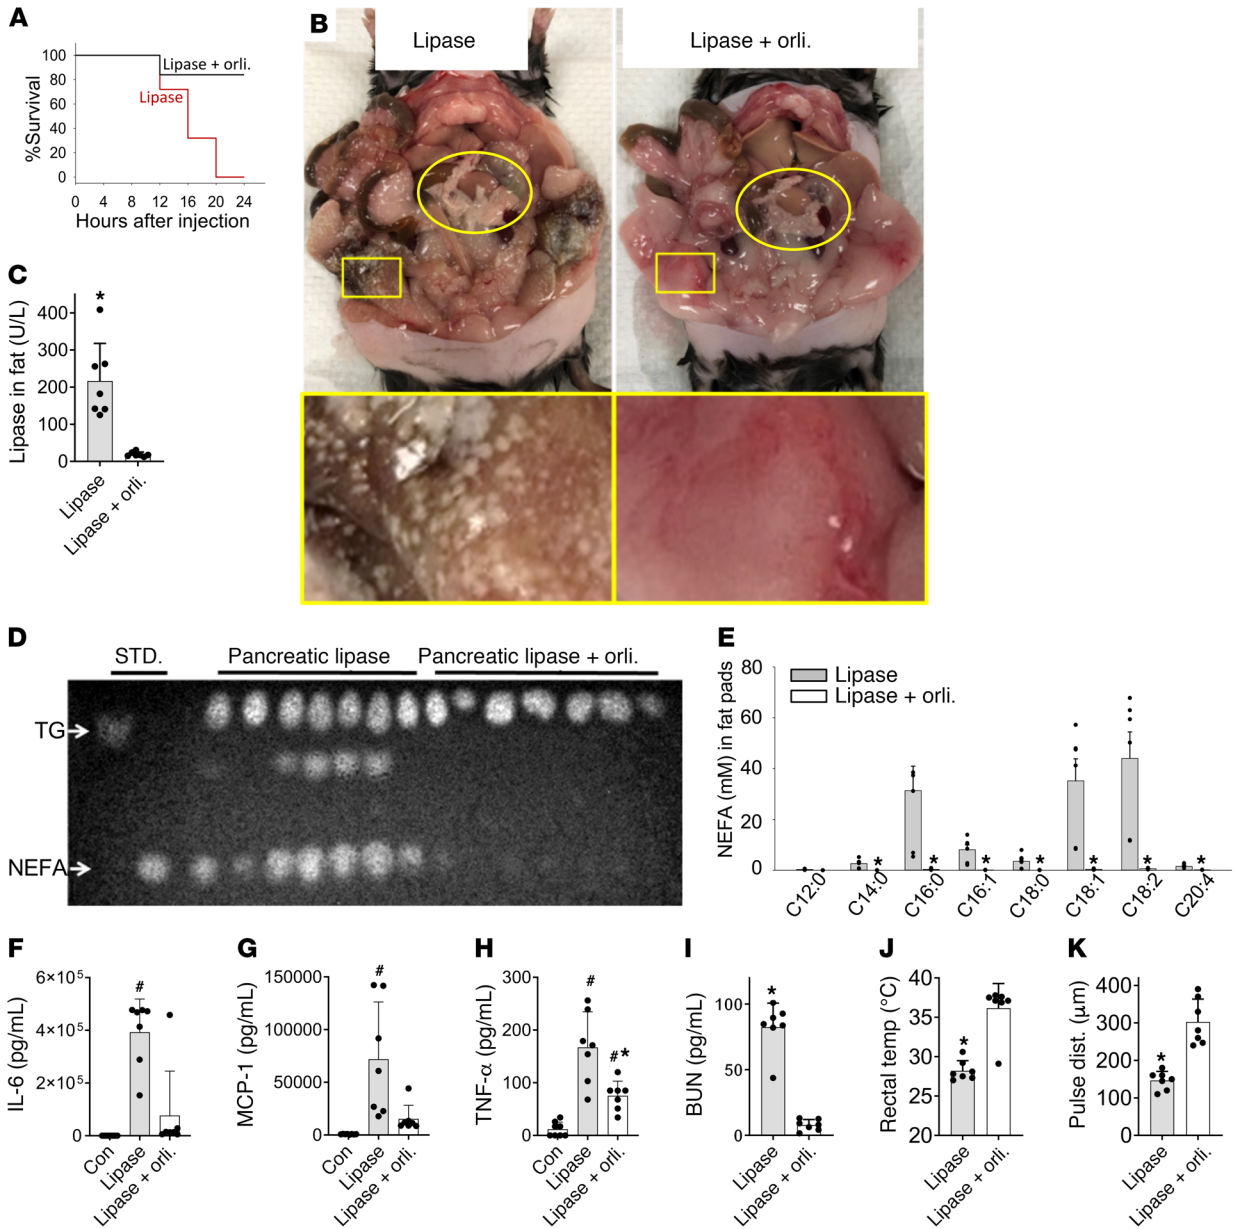 A
100
80
60
40
20
0
%Survival
Lipase + orli.
Lipase
0 4 8 12 16 20 24
Hours after injection
B
Lipase
Lipase + orli.
C
400
300
200
100
0
Lipase in fat (U/L)
*
Lipase
Lipase + orli.
D
STD.
Pancreatic lipase
Pancreatic lipase + orli.
TG
NEFA
E
80
60
40
20
0
NEFA (mM) in fat pads
Lipase
Lipase + orli.
* * * * * * *
C12:0 C14:0 C16:0 C16:1 C18:0 C18:1 C18:2 C20:4
F
6×10⁵
4×10⁵
2×10⁵
0
IL-6 (pg/mL)
#
Con Lipase Lipase + orli.
G
150000
100000
50000
0
MCP-1 (pg/mL)
#
Con Lipase Lipase + orli.
H
300
200
100
0
TNF-α (pg/mL)
#
#*
Con Lipase Lipase + orli.
I
100
50
0
BUN (pg/mL)
*
Lipase Lipase + orli.
J
40
35
30
25
20
Rectal temp (°C)
*
Lipase Lipase + orli.
K
400
300
200
100
0
Pulse dist. (μm)
*
Lipase Lipase + orli.